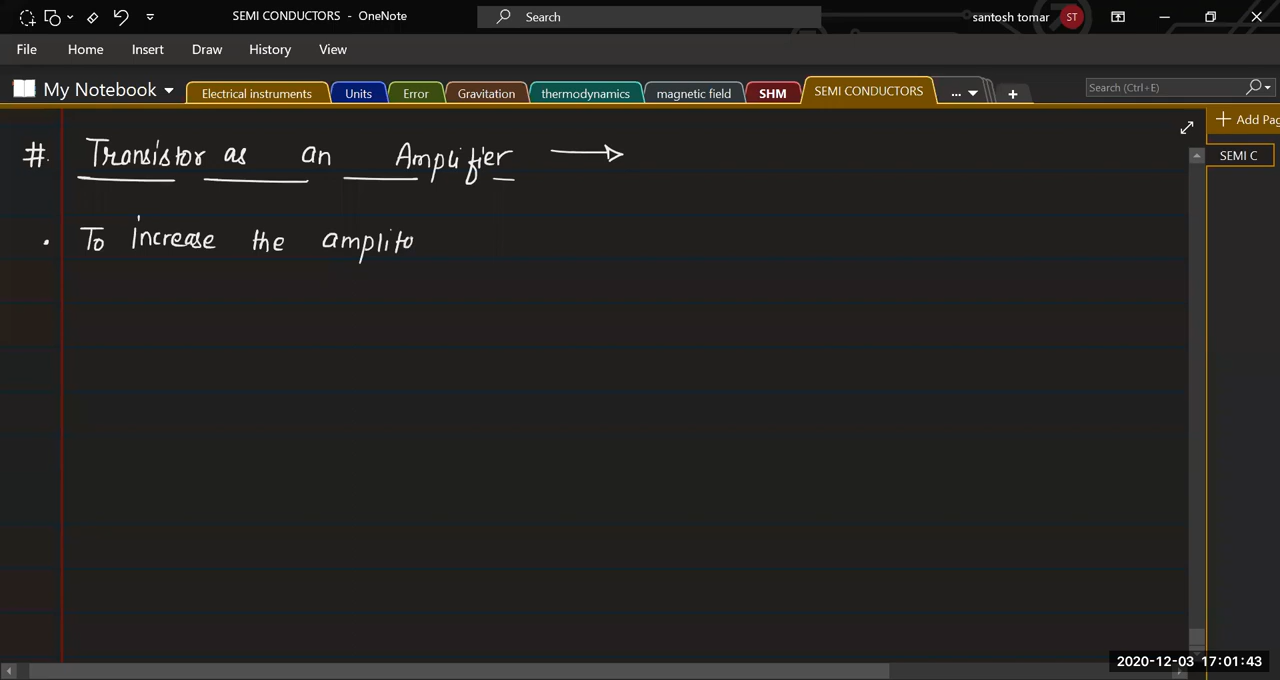 SEMI CONDUCTORS - OneNote
Search
santosh tomar
ST
File Home Insert Draw History View
My Notebook
Electrical instruments Units Error Gravitation thermodynamics magnetic field SHM SEMI CONDUCTORS ... +
Search (Ctrl+E)
+ Add Pag
SEMI C
#. Transistor as an Amplifier →
. To increase the amplito
2020-12-03 17:01:43